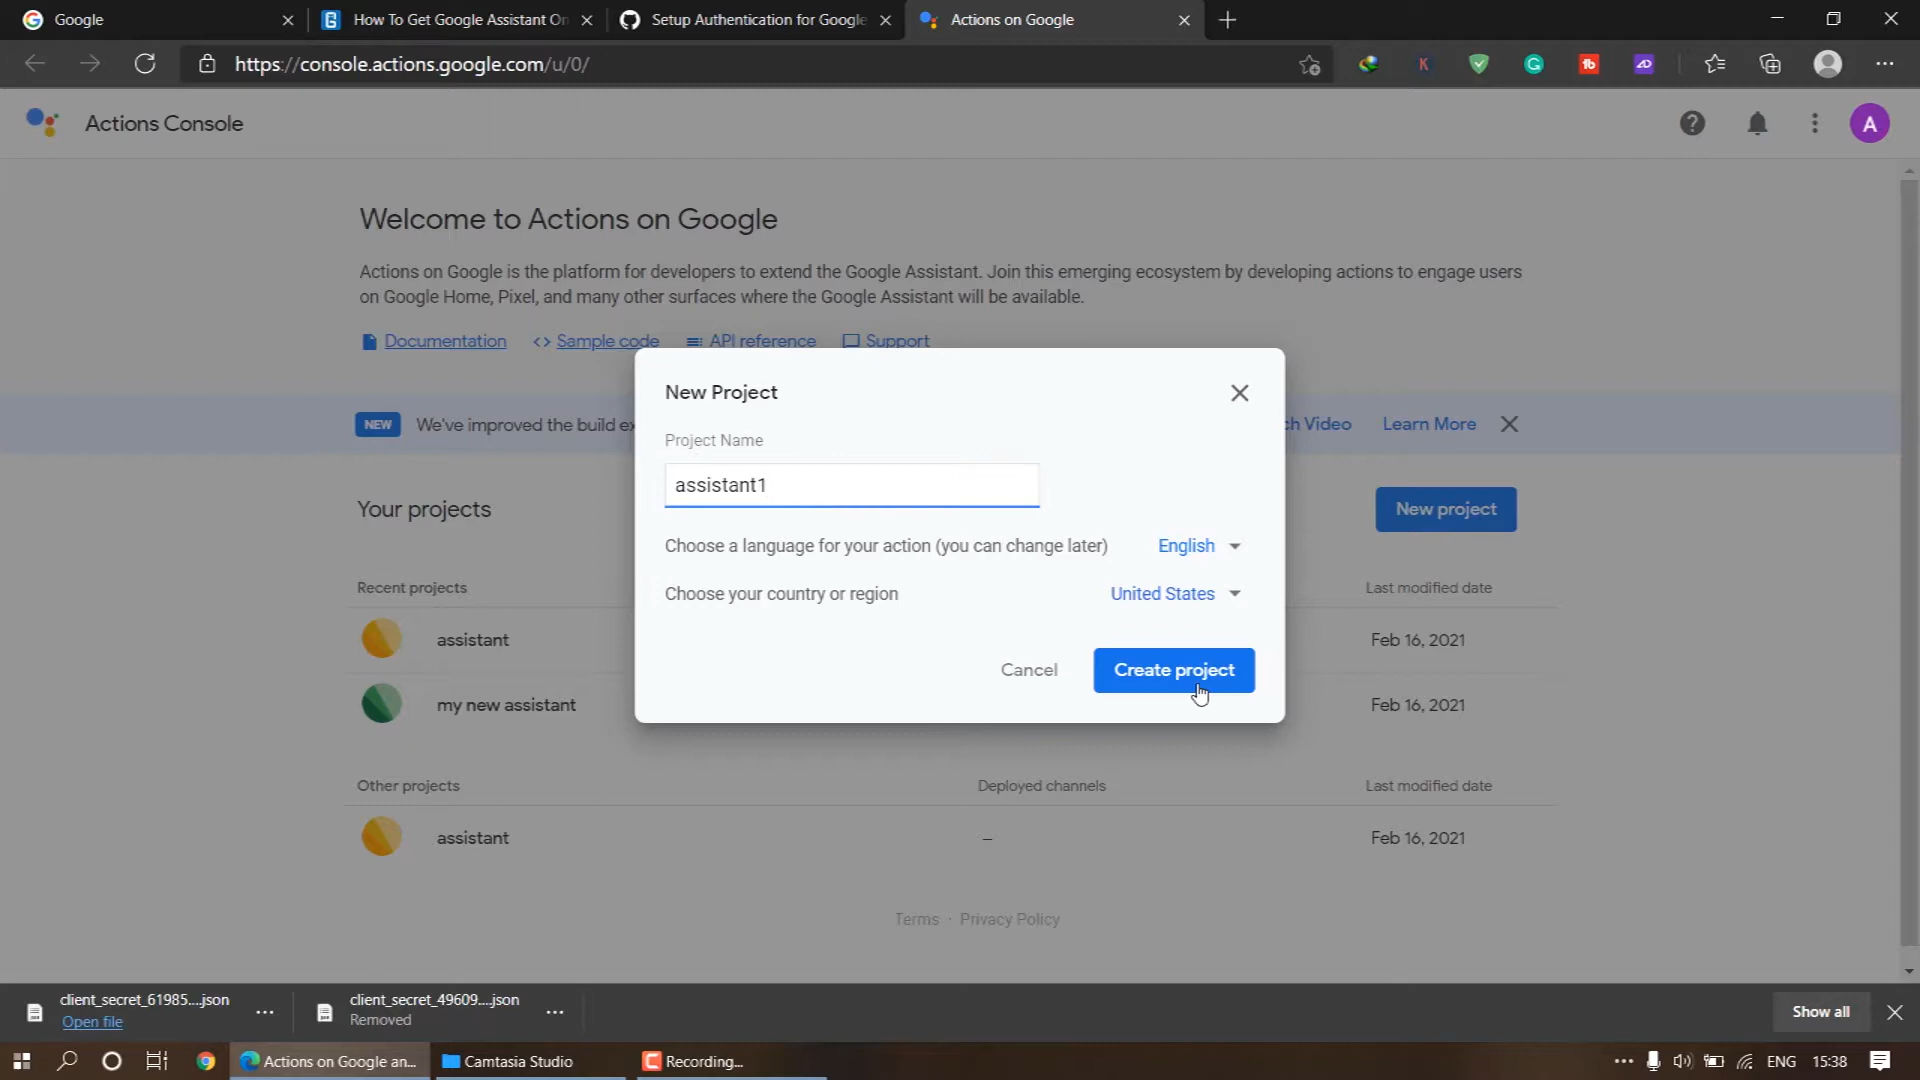 Google
How To Get Google Assistant On
Setup Authentication for Google
Actions on Google
https://console.actions.google.com/u/0/
Actions Console
A
Welcome to Actions on Google
Actions on Google is the platform for developers to extend the Google Assistant. Join this emerging ecosystem by developing actions to engage users
on Google Home, Pixel, and many other surfaces where the Google Assistant will be available.
Documentation
Sample code
API reference
Support
NEW We've improved the build ex
ch Video
Learn More
New Project
Project Name
assistant1
Choose a language for your action (you can change later) English
Choose your country or region United States
Cancel
Create project
Your projects
New project
Recent projects
Last modified date
assistant
Feb 16, 2021
my new assistant
Feb 16, 2021
Other projects
Deployed channels
Last modified date
assistant
–
Feb 16, 2021
Terms · Privacy Policy
client_secret_61985....json
Open file
client_secret_49609....json
Removed
Show all
Actions on Google an...
Camtasia Studio
Recording...
ENG
15:38